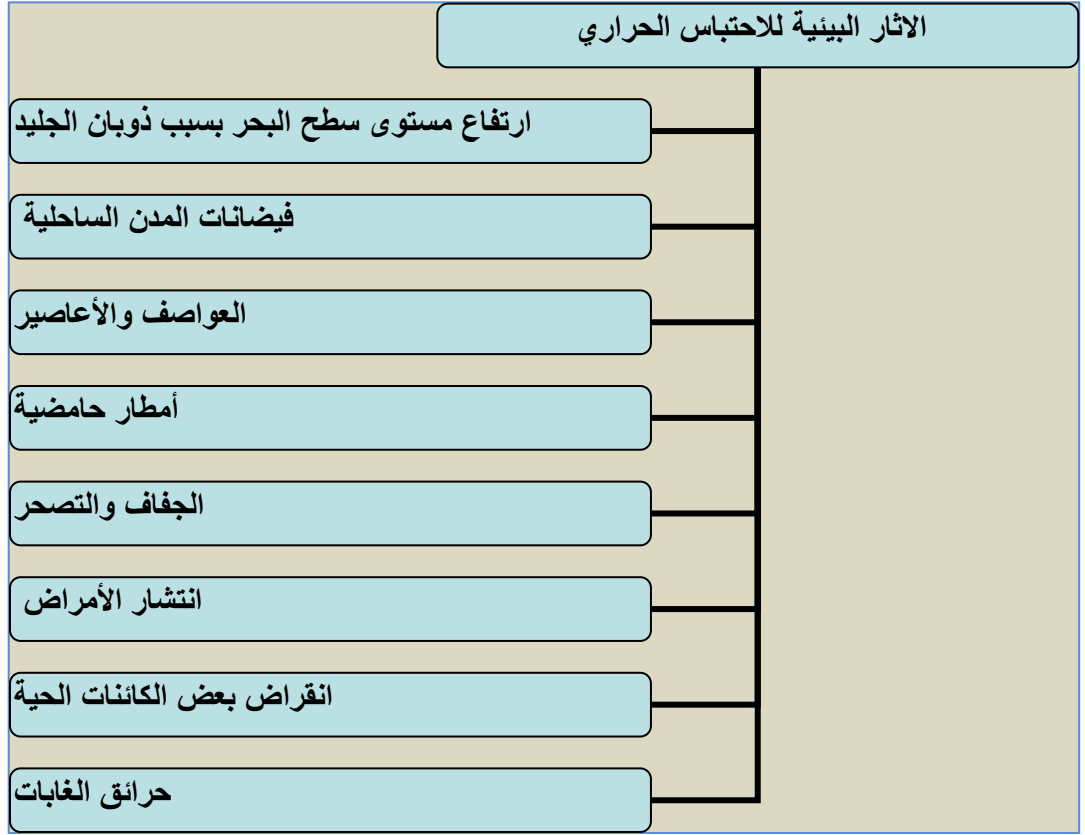 الاثار البيئية للاحتباس الحراري
ارتفاع مستوى سطح البحر بسبب ذوبان الجليد
فيضانات المدن الساحلية
العواصف والأعاصير
أمطار حامضية
الجفاف والتصحر
انتشار الأمراض
انقراض بعض الكائنات الحية
حرائق الغابات